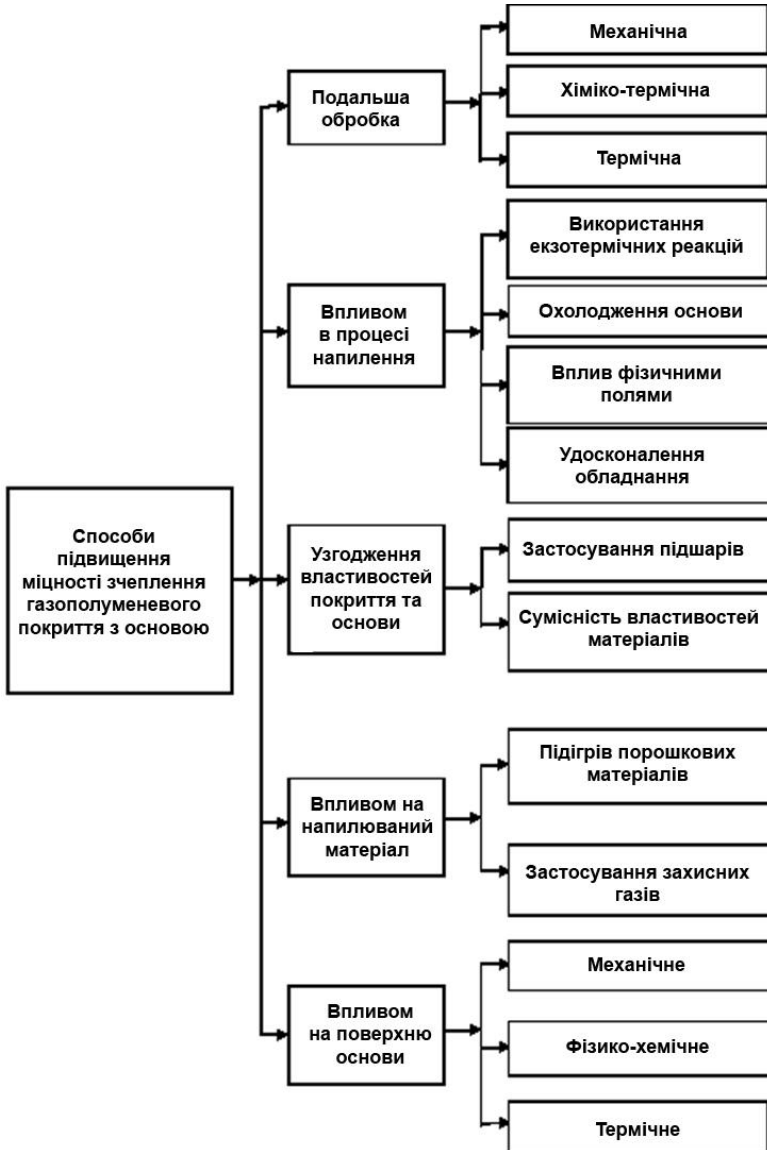 Механічна
Хіміко-термічна
Термічна
Подальша
обробка
Використання
екзотермічних реакцій
Охолодження основи
Вплив фізичними
полями
Удосконалення
обладнання
Впливом
в процесі
напилення
Способи
підвищення
міцності зчеплення
газополуменевого
покриття з основою
Узгодження
властивостей
покриття та
основи
Застосування підшарів
Сумісність властивостей
матеріалів
Впливом на
напилюваний
матеріал
Підігрів порошкових
матеріалів
Застосування захисних
газів
Впливом
на поверхню
основи
Механічне
Фізико-хемічне
Термічне